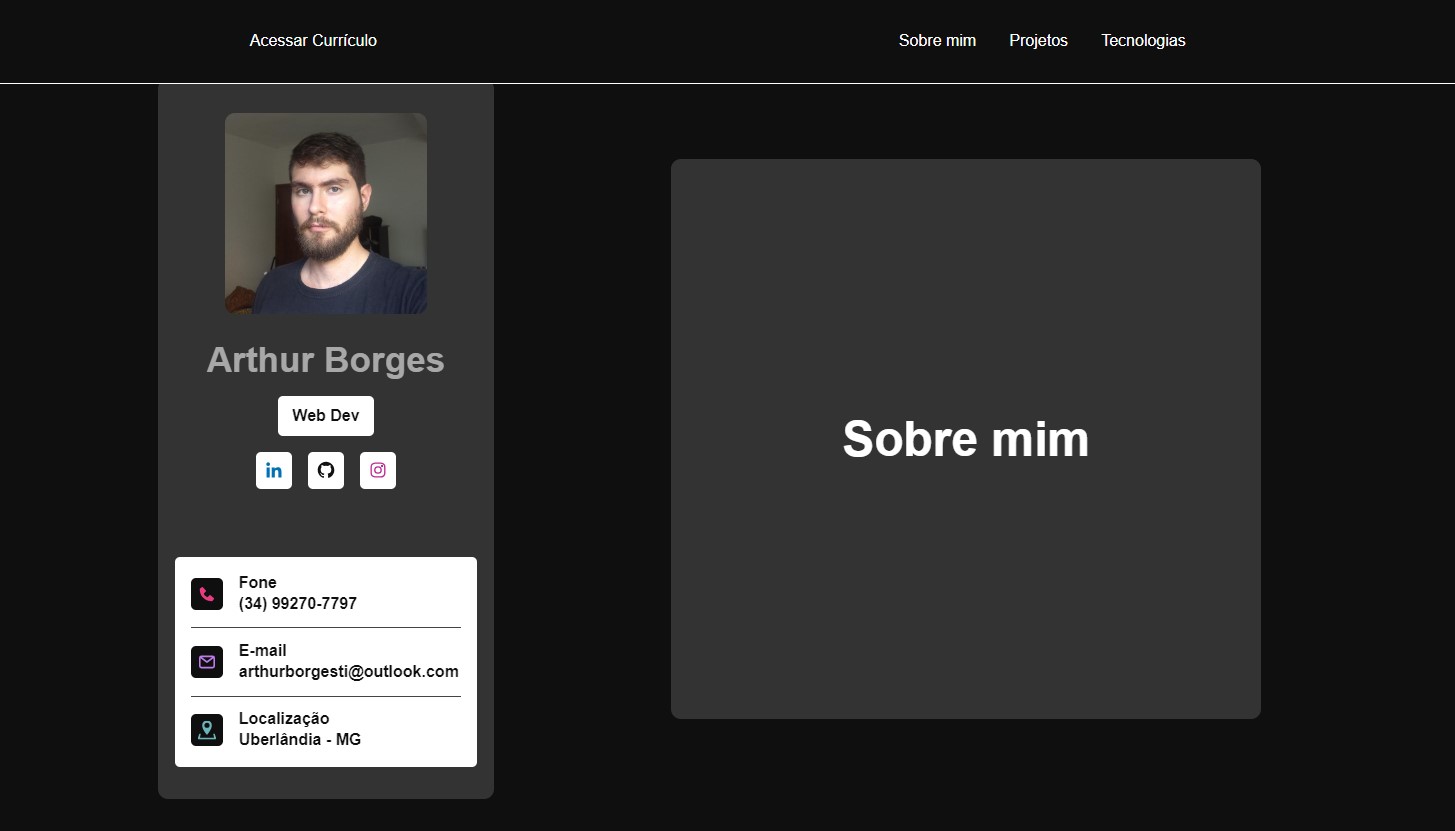 Acessar Currículo
Sobre mim Projetos Tecnologias
Arthur Borges
Web Dev
in
Fone
(34) 99270-7797
E-mail
arthurborgesti@outlook.com
Localização
Uberlândia - MG
Sobre mim